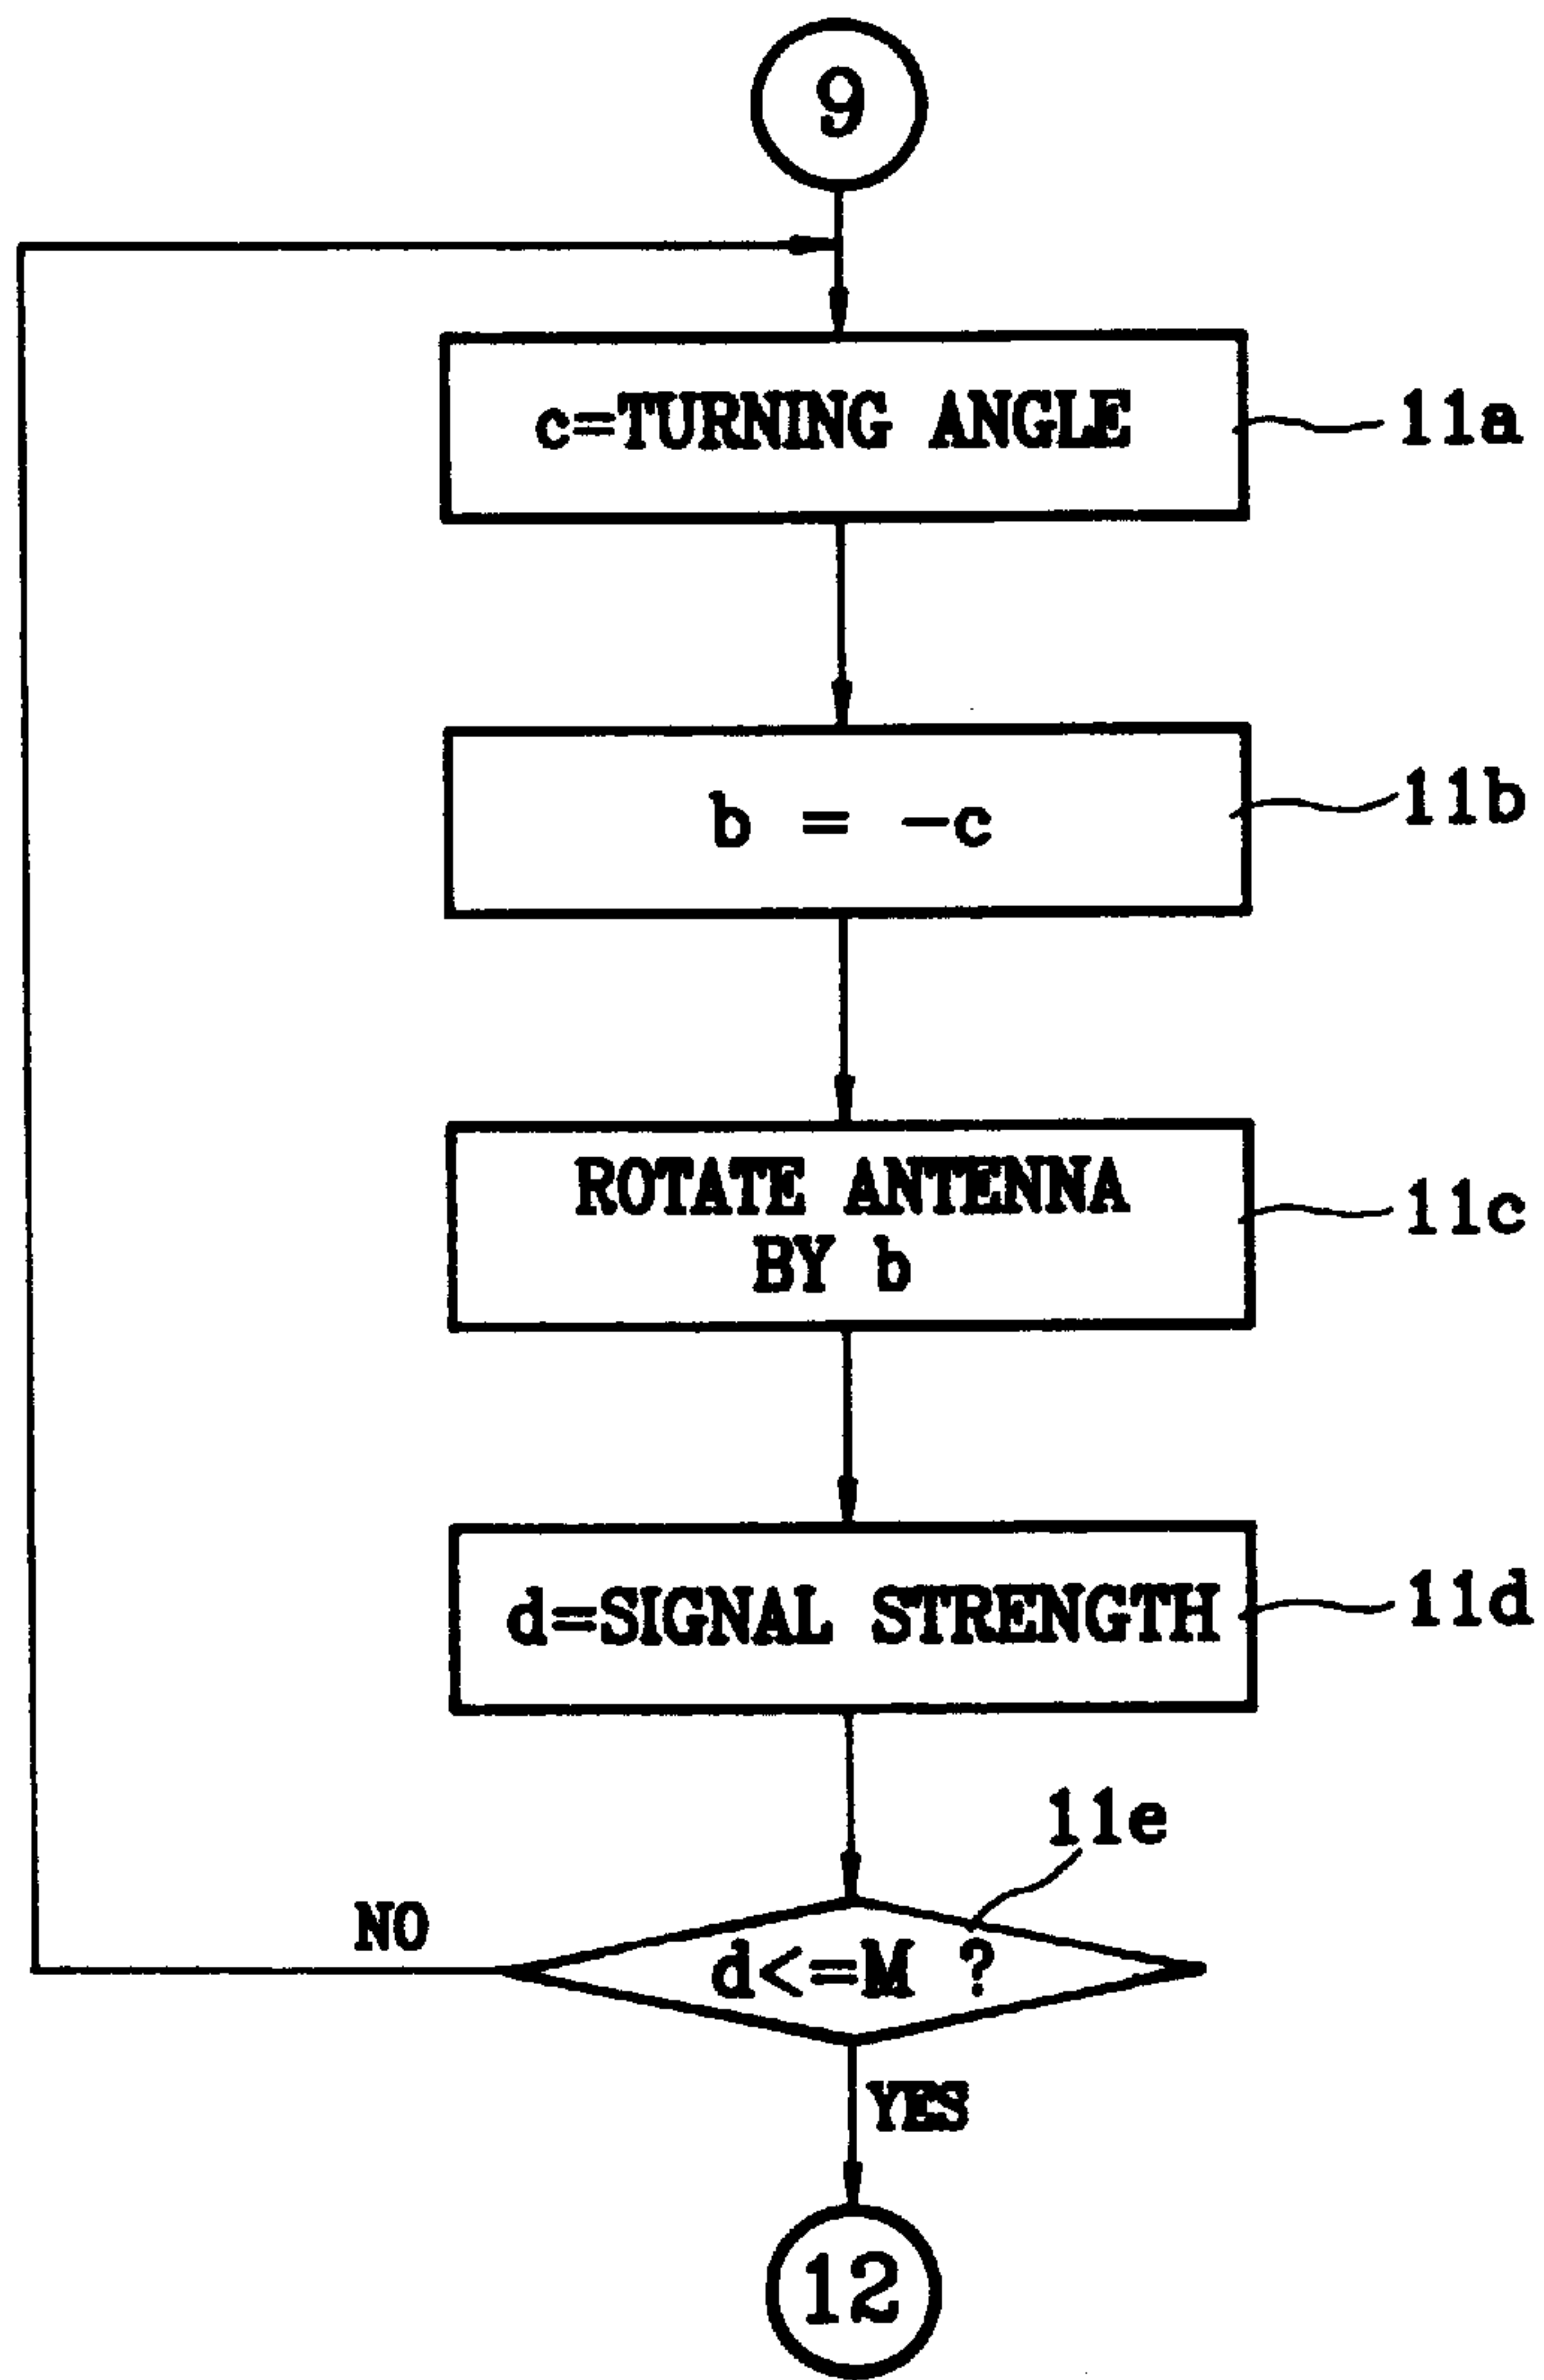 9
c=TURNING ANGLE
11a
b = -c
11b
ROTATE ANTENNA
BY b
11c
d=SIGNAL STRENGTH
11d
11e
NO
d<=M ?
YES
12